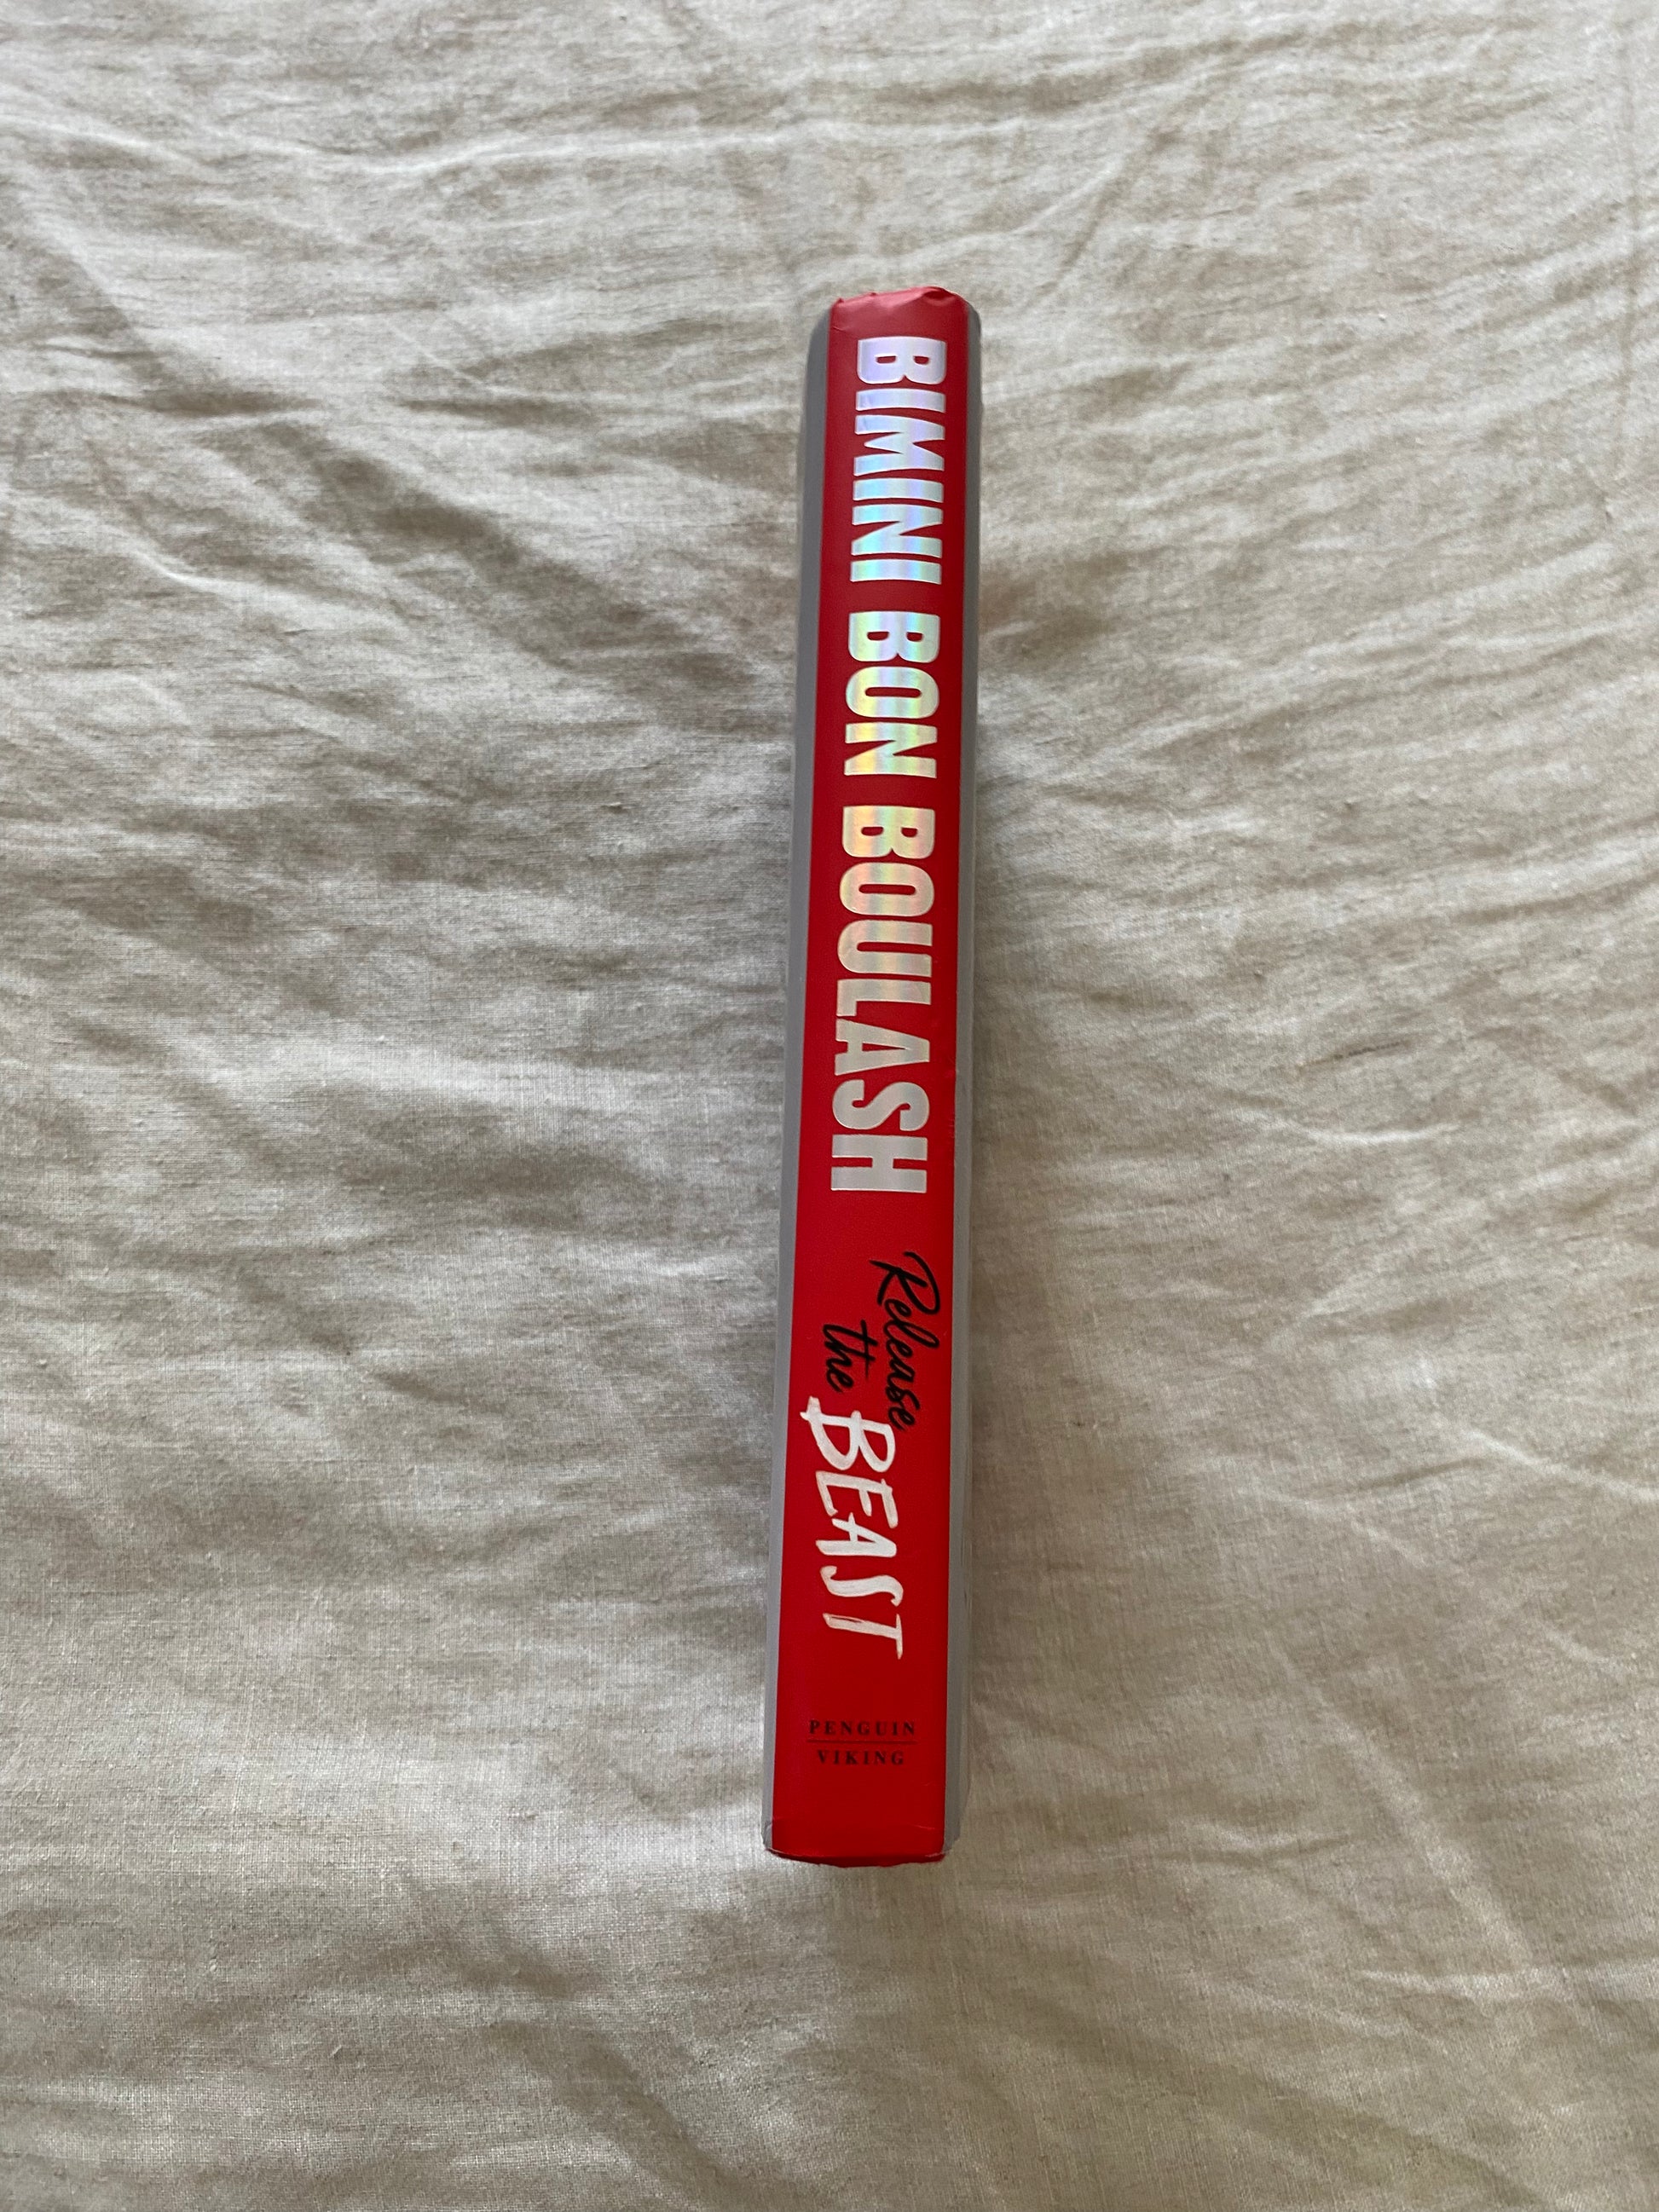 BIMINI BON BOULASH
Release
the BEAST
PENGUIN
VIKING